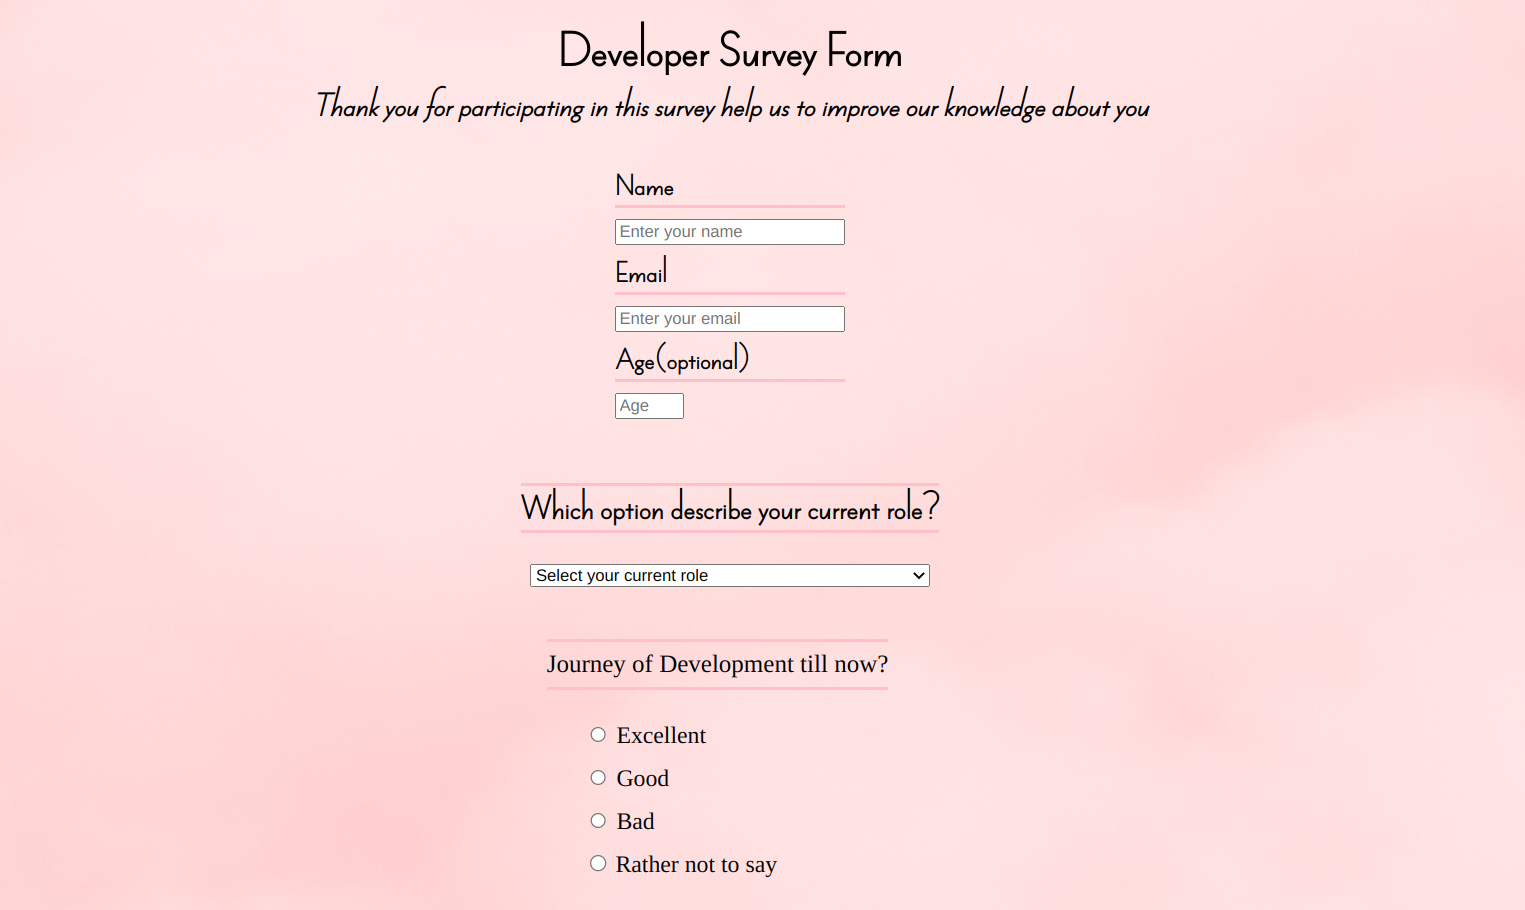 Developer Survey Form
Thank you for participating in this survey help us to improve our knowledge about you
Name
Enter your name
Email
Enter your email
Age(optional)
Age
Which option describe your current role?
Select your current role
Journey of Development till now?
Excellent
Good
Bad
Rather not to say